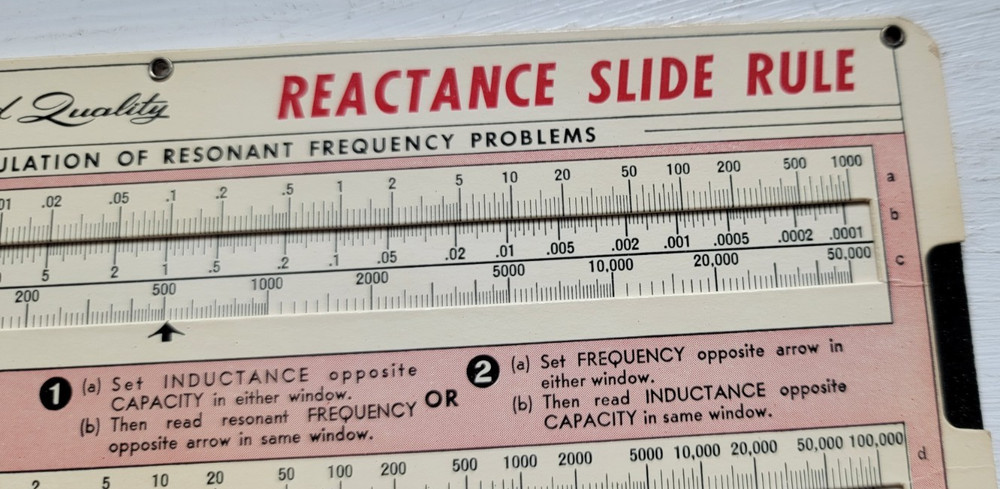 Quality
REACTANCE SLIDE RULE
ULATION OF RESONANT FREQUENCY PROBLEMS
01 .02 .05 .1 .2 .5 1 2 5 10 20 50 100 200 500 1000 a
b
5 2 1 .5 .2 .1 .05 .02 .01 .005 .002 .001 .0005 .0002 .0001
200 500 1000 2000 5000 10,000 20,000 50,000 c
1 (a) Set INDUCTANCE opposite
CAPACITY in either window.
(b) Then read resonant FREQUENCY
opposite arrow in same window.
OR
2 (a) Set FREQUENCY opposite arrow in
either window.
(b) Then read INDUCTANCE opposite
CAPACITY in same window.
2 5 10 20 50 100 200 500 1000 2000 5000 10,000 20,000 50,000 100,000 d